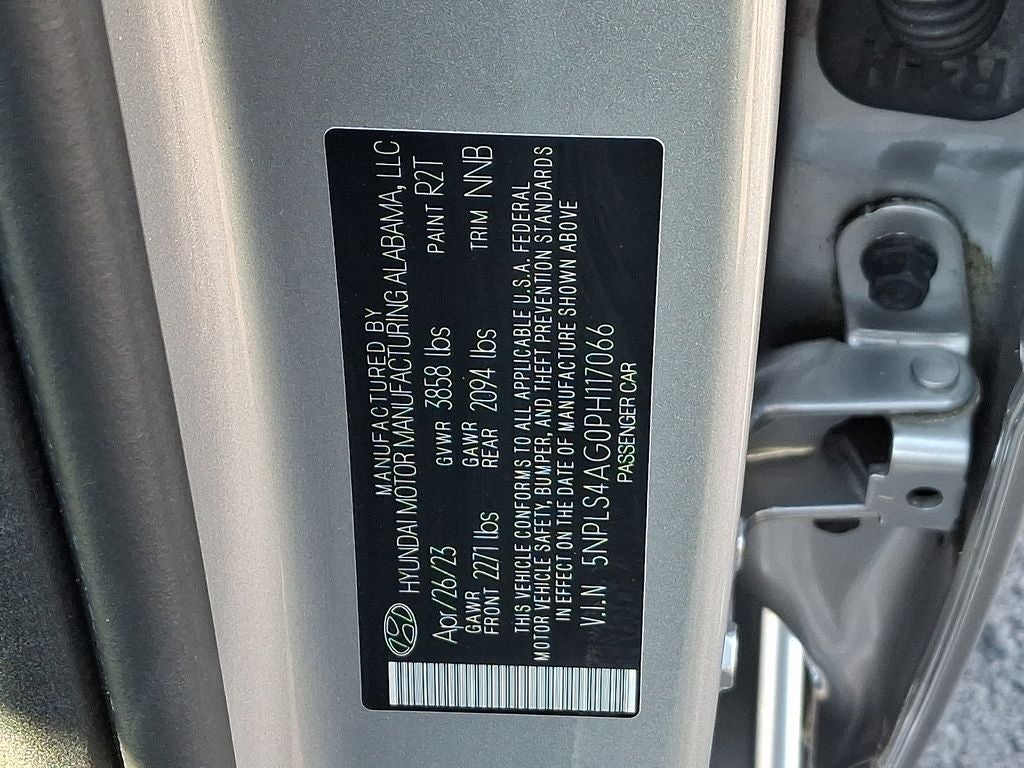 MANUFACTURED BY
HYUNDAI MOTOR MANUFACTURING ALABAMA, LLC
Apr/26/23 GVWR 3858 lbs PAINT R2T
GAWR GAWR
FRONT 2271 lbs REAR 2094 lbs TRIM NNB
THIS VEHICLE CONFORMS TO ALL APPLICABLE U.S.A. FEDERAL
MOTOR VEHICLE SAFETY, BUMPER, AND THEFT PREVENTION STANDARDS
IN EFFECT ON THE DATE OF MANUFACTURE SHOWN ABOVE
V.I.N 5NPLS4AG0PH117066
PASSENGER CAR